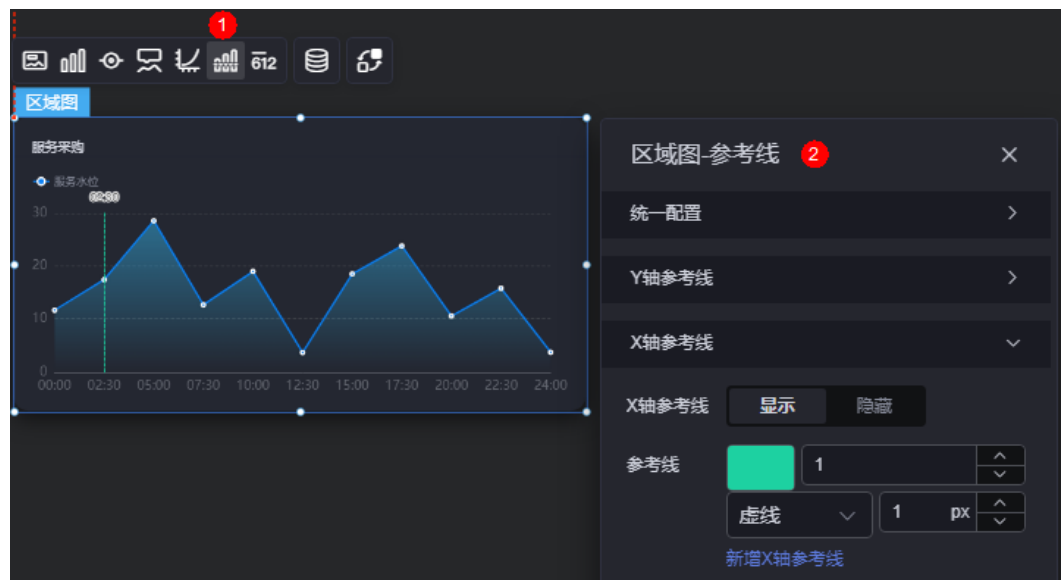 1
612
区域图
服务采购
服务水位
02:30
30
20
10
0
00:00 02:30 05:00 07:30 10:00 12:30 15:00 17:30 20:00 22:30 24:00
区域图-参考线 2
统一配置
Y轴参考线
X轴参考线
X轴参考线 显示 隐藏
参考线 1
虚线 1 px
新增X轴参考线